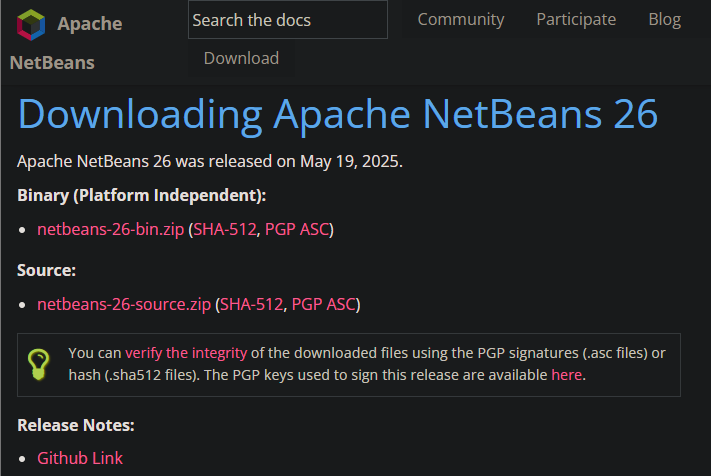 Apache NetBeans
Search the docs
Community
Participate
Blog
Download
Downloading Apache NetBeans 26
Apache NetBeans 26 was released on May 19, 2025.
Binary (Platform Independent):
netbeans-26-bin.zip (SHA-512, PGP ASC)
Source:
netbeans-26-source.zip (SHA-512, PGP ASC)
You can verify the integrity of the downloaded files using the PGP signatures (.asc files) or
hash (.sha512 files). The PGP keys used to sign this release are available here.
Release Notes:
Github Link